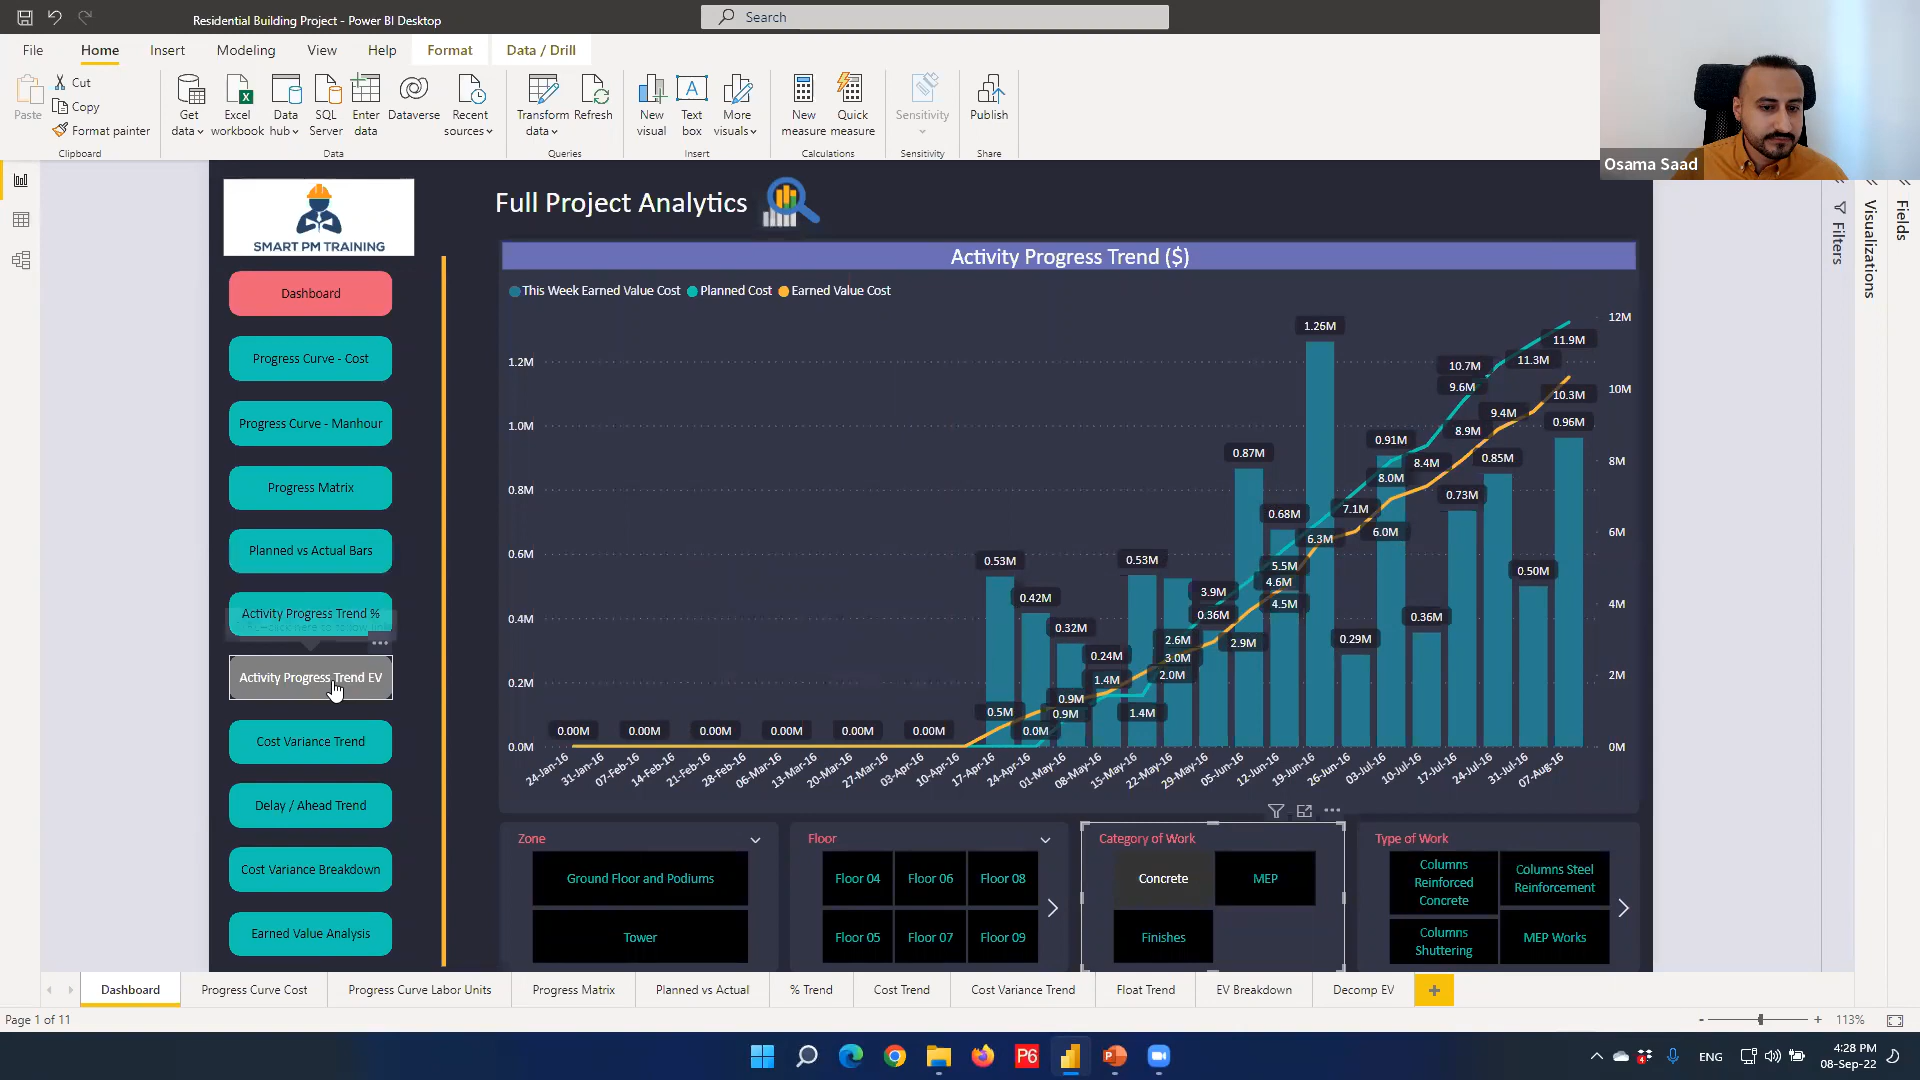 Residential Building Project - Power BI Desktop
Search
File Home Insert Modeling View Help Format Data / Drill
Paste
Cut
Copy
Format painter
Get data
Excel workbook
Data hub
SQL Server
Enter data
Dataverse
Recent sources
Transform data
Refresh
New visual
Text box
More visuals
New measure
Quick measure
Sensitivity
Publish
Clipboard Data Queries Insert Calculations Sensitivity Share
Osama Saad
SMART PM TRAINING
Full Project Analytics
Filters
Visualizations
Fields
Dashboard
Progress Curve - Cost
Progress Curve - Manhour
Progress Matrix
Planned vs Actual Bars
Activity Progress Trend %
Activity Progress Trend EV
Cost Variance Trend
Delay / Ahead Trend
Cost Variance Breakdown
Earned Value Analysis
Activity Progress Trend ($)
This Week Earned Value Cost Planned Cost Earned Value Cost
1.2M
1.0M
0.8M
0.6M
0.4M
0.2M
0.0M
12M
10M
8M
6M
4M
2M
0M
1.26M
11.9M
10.7M
11.3M
9.6M
10.3M
9.4M
0.96M
8.9M
0.91M
0.87M
8.4M
0.85M
8.0M
0.73M
0.68M
7.1M
6.3M
6.0M
0.53M
0.53M
5.5M
0.50M
4.6M
0.42M
3.9M
4.5M
0.36M
0.36M
0.32M
2.6M
2.9M
0.29M
0.24M
3.0M
1.4M
2.0M
0.9M
0.5M
0.9M
1.4M
0.00M 0.00M 0.00M 0.00M 0.00M 0.00M 0.0M
24-Jan-16 31-Jan-16 07-Feb-16 14-Feb-16 21-Feb-16 28-Feb-16 06-Mar-16 13-Mar-16 20-Mar-16 27-Mar-16 03-Apr-16 10-Apr-16 17-Apr-16 24-Apr-16 01-May-16 08-May-16 15-May-16 22-May-16 29-May-16 05-Jun-16 12-Jun-16 19-Jun-16 26-Jun-16 03-Jul-16 10-Jul-16 17-Jul-16 24-Jul-16 31-Jul-16 07-Aug-16
Zone
Ground Floor and Podiums
Tower
Floor
Floor 04 Floor 06 Floor 08
Floor 05 Floor 07 Floor 09
Category of Work
Concrete MEP
Finishes
Type of Work
Columns Reinforced Concrete
Columns Steel Reinforcement
Columns Shuttering
MEP Works
Dashboard Progress Curve Cost Progress Curve Labor Units Progress Matrix Planned vs Actual % Trend Cost Trend Cost Variance Trend Float Trend EV Breakdown Decomp EV
Page 1 of 11
113%
P6
ENG
4:28 PM
08-Sep-22